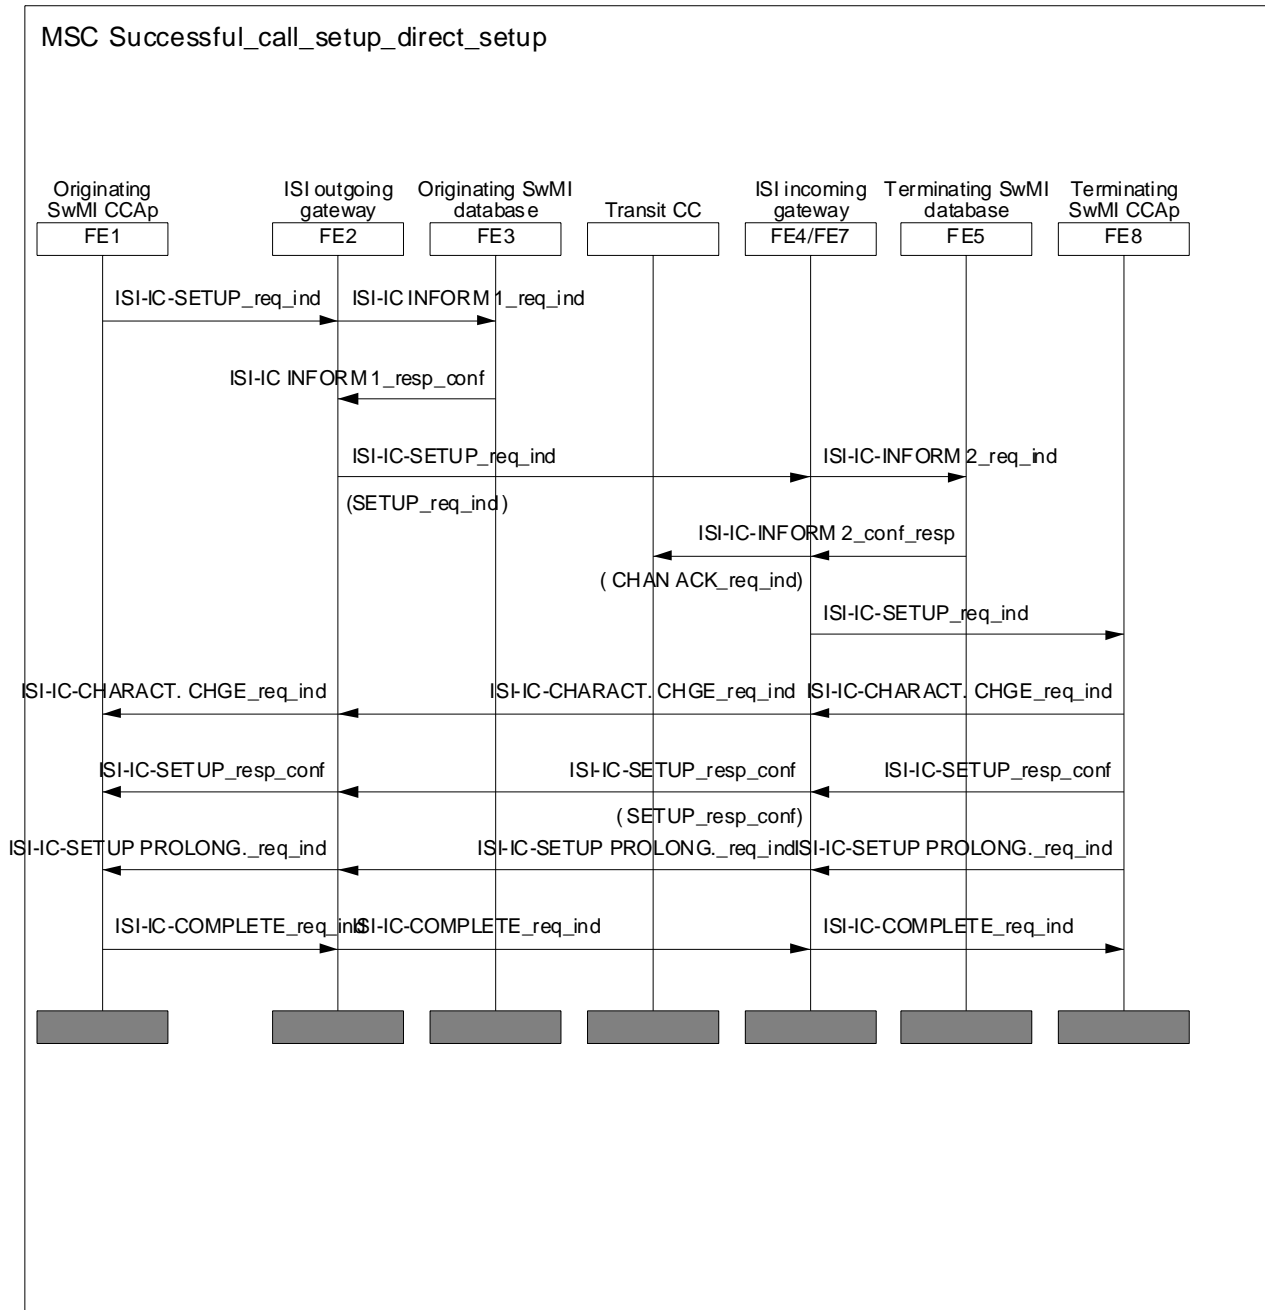 MSC Successful_call_setup_direct_setup
Originating
SwMI CCAp
ISI outgoing
gateway
Originating SwMI
database
Transit CC
ISI incoming
gateway
Terminating SwMI
database
Terminating
SwMI CCAp
FE1
FE2
FE3
FE4/FE7
FE5
FE8
ISI-IC-SETUP_req_ind
ISI-IC INFORM 1_req_ind
ISI-IC INFORM 1_resp_conf
ISI-IC-SETUP_req_ind
ISI-IC-INFORM 2_req_ind
(SETUP_req_ind)
ISI-IC-INFORM 2_conf_resp
( CHAN ACK_req_ind)
ISI-IC-SETUP_req_ind
ISI-IC-CHARACT. CHGE_req_ind
ISI-IC-CHARACT. CHGE_req_ind
ISI-IC-CHARACT. CHGE_req_ind
ISI-IC-SETUP_resp_conf
ISI-IC-SETUP_resp_conf
ISI-IC-SETUP_resp_conf
( SETUP_resp_conf)
ISI-IC-SETUP PROLONG._req_ind
ISI-IC-SETUP PROLONG._req_ind
ISI-IC-SETUP PROLONG._req_ind
ISI-IC-COMPLETE_req_ind
ISI-IC-COMPLETE_req_ind
ISI-IC-COMPLETE_req_ind